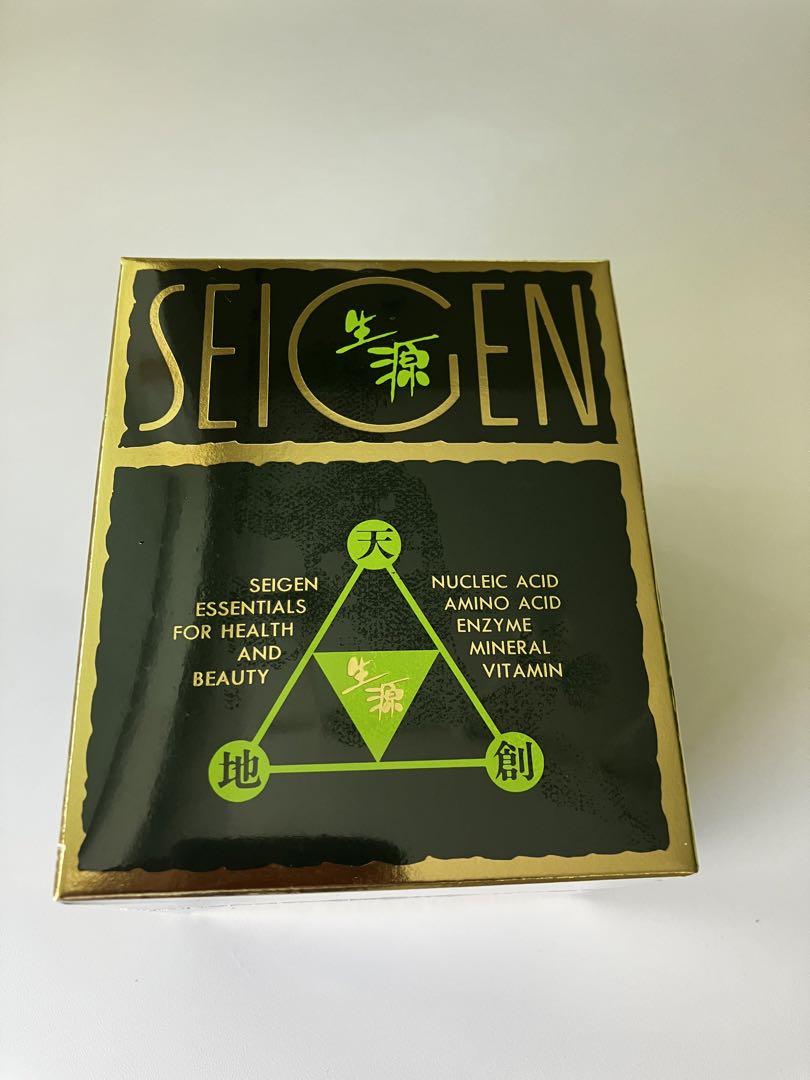 SEIGEN
生源
天
SEIGEN
ESSENTIALS
FOR HEALTH
AND
BEAUTY
NUCLEIC ACID
AMINO ACID
ENZYME
MINERAL
VITAMIN
生源
地
創